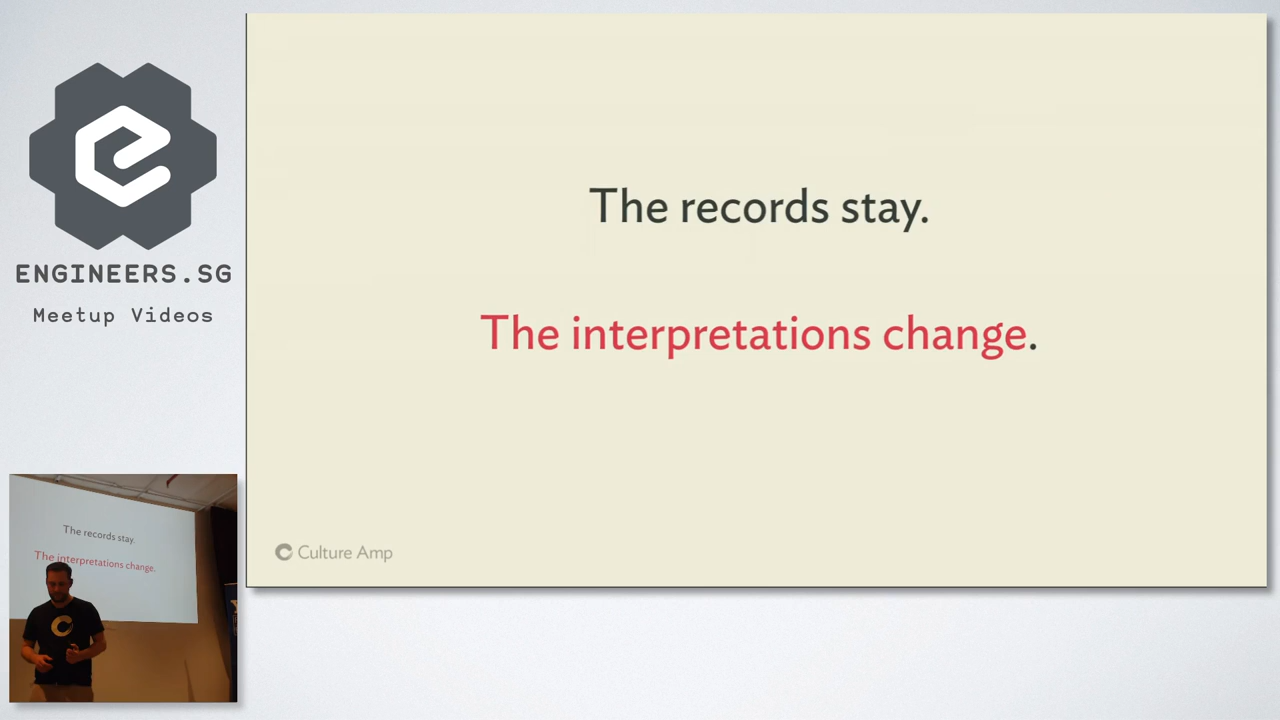 ENGINEERS.SG
Meetup Videos
The records stay.
The interpretations change.
Culture Amp
The records stay.
The interpretations change.